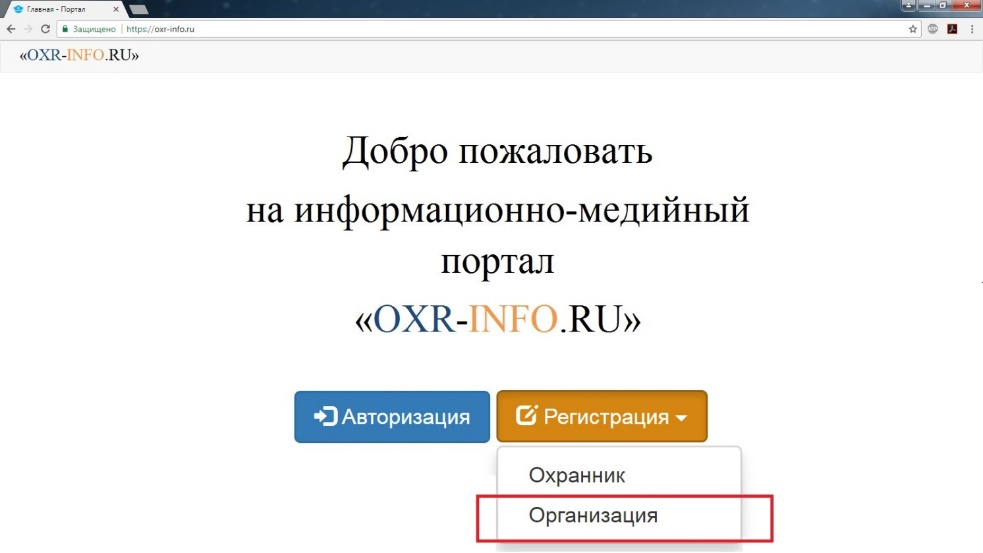 Главная - Портал
Защищено | https://oxr-info.ru
«OXR-INFO.RU»
Добро пожаловать
на информационно-медийный
портал
«OXR-INFO.RU»
Авторизация
Регистрация
Охранник
Организация